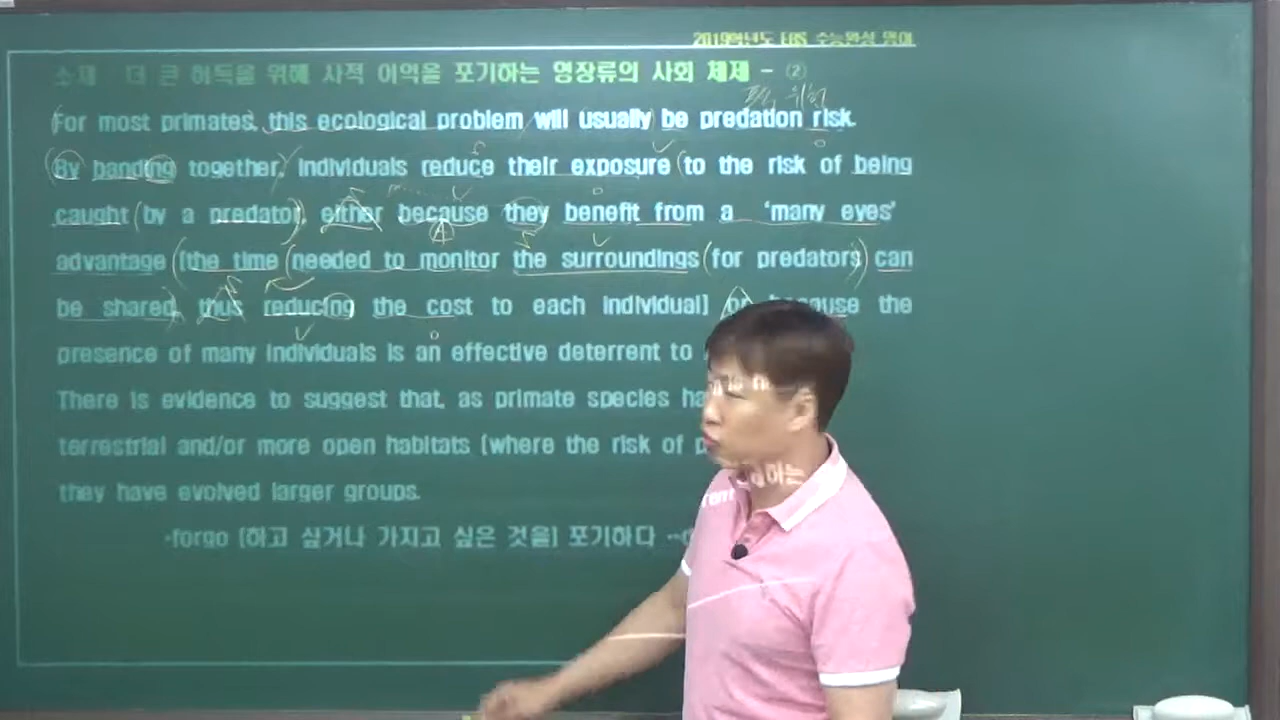 2019학년도 EBS 수능완성 영어
소재 더 큰 이득을 위해 사적 이익을 포기하는 영장류의 사회 체제 - ②
위험
For most primates, this ecological problem will usually be predation risk.
By banding together, individuals reduce their exposure to the risk of being
caught by a predator, either because they benefit from a ‘many eyes’
advantage (the time needed to monitor the surroundings for predators can
be shared, thus reducing the cost to each individual) or because the
presence of many individuals is an effective deterrent to
There is evidence to suggest that, as primate species
terrestrial and/or more open habitats (where the risk of
they have evolved larger groups.
-forgo (하고 싶거나 가지고 싶은 것을) 포기하다